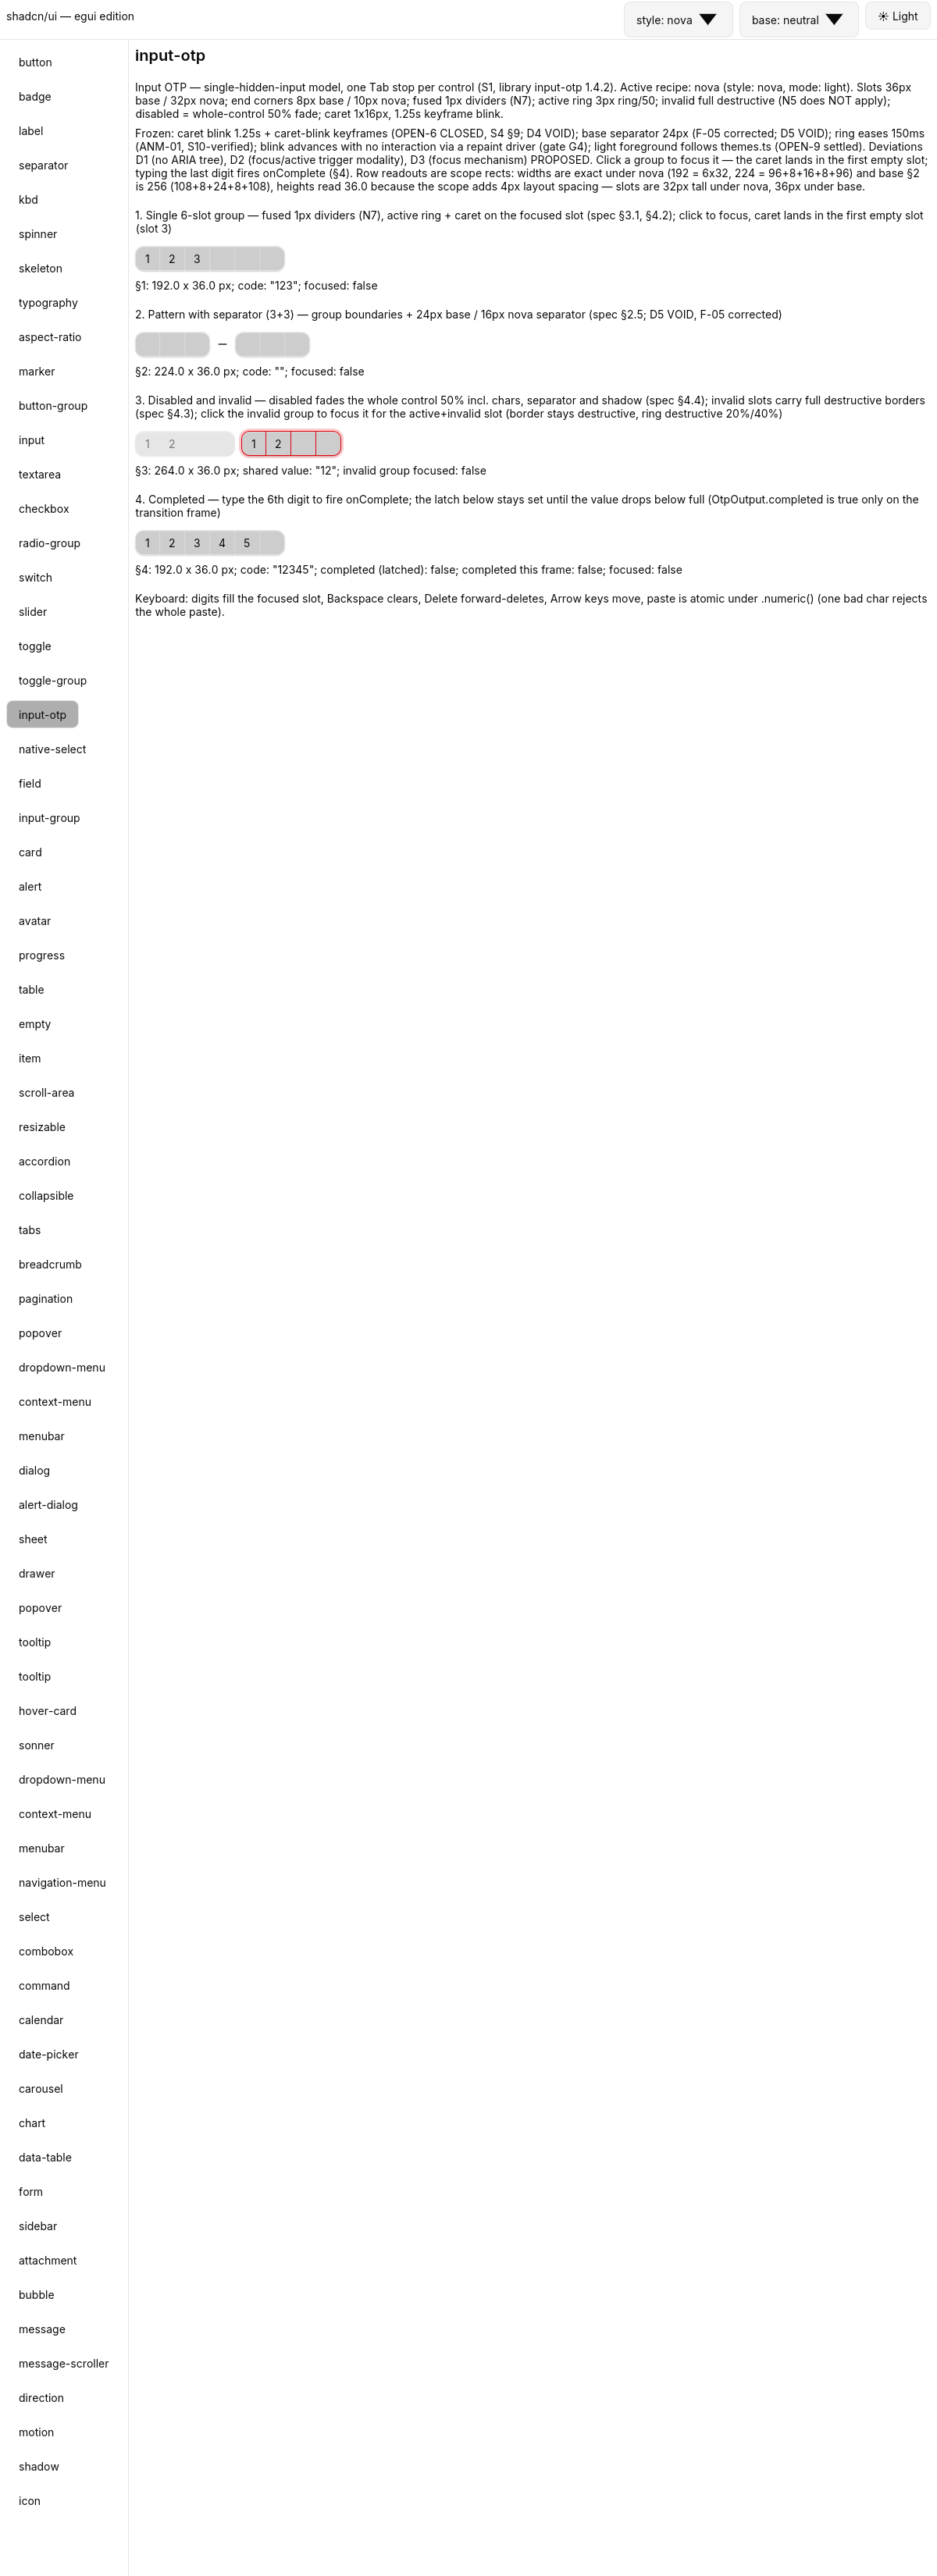 shadcn/ui — egui edition
style: nova
base: neutral
☀ Light
button
badge
label
separator
kbd
spinner
skeleton
typography
aspect-ratio
marker
button-group
input
textarea
checkbox
radio-group
switch
slider
toggle
toggle-group
input-otp
native-select
field
input-group
card
alert
avatar
progress
table
empty
item
scroll-area
resizable
accordion
collapsible
tabs
breadcrumb
pagination
popover
dropdown-menu
context-menu
menubar
dialog
alert-dialog
sheet
drawer
popover
tooltip
tooltip
hover-card
sonner
dropdown-menu
context-menu
menubar
navigation-menu
select
combobox
command
calendar
date-picker
carousel
chart
data-table
form
sidebar
attachment
bubble
message
message-scroller
direction
motion
shadow
icon
input-otp
Input OTP — single-hidden-input model, one Tab stop per control (S1, library input-otp 1.4.2). Active recipe: nova (style: nova, mode: light). Slots 36px
base / 32px nova; end corners 8px base / 10px nova; fused 1px dividers (N7); active ring 3px ring/50; invalid full destructive (N5 does NOT apply);
disabled = whole-control 50% fade; caret 1x16px, 1.25s keyframe blink.
Frozen: caret blink 1.25s + caret-blink keyframes (OPEN-6 CLOSED, S4 §9; D4 VOID); base separator 24px (F-05 corrected; D5 VOID); ring eases 150ms
(ANM-01, S10-verified); blink advances with no interaction via a repaint driver (gate G4); light foreground follows themes.ts (OPEN-9 settled). Deviations
D1 (no ARIA tree), D2 (focus/active trigger modality), D3 (focus mechanism) PROPOSED. Click a group to focus it — the caret lands in the first empty slot;
typing the last digit fires onComplete (§4). Row readouts are scope rects: widths are exact under nova (192 = 6x32, 224 = 96+8+16+8+96) and base §2
is 256 (108+8+24+8+108), heights read 36.0 because the scope adds 4px layout spacing — slots are 32px tall under nova, 36px under base.
1. Single 6-slot group — fused 1px dividers (N7), active ring + caret on the focused slot (spec §3.1, §4.2); click to focus, caret lands in the first empty slot
(slot 3)
1 2 3
§1: 192.0 x 36.0 px; code: "123"; focused: false
2. Pattern with separator (3+3) — group boundaries + 24px base / 16px nova separator (spec §2.5; D5 VOID, F-05 corrected)
§2: 224.0 x 36.0 px; code: ""; focused: false
3. Disabled and invalid — disabled fades the whole control 50% incl. chars, separator and shadow (spec §4.4); invalid slots carry full destructive borders
(spec §4.3); click the invalid group to focus it for the active+invalid slot (border stays destructive, ring destructive 20%/40%)
1 2 1 2
§3: 264.0 x 36.0 px; shared value: "12"; invalid group focused: false
4. Completed — type the 6th digit to fire onComplete; the latch below stays set until the value drops below full (OtpOutput.completed is true only on the
transition frame)
1 2 3 4 5
§4: 192.0 x 36.0 px; code: "12345"; completed (latched): false; completed this frame: false; focused: false
Keyboard: digits fill the focused slot, Backspace clears, Delete forward-deletes, Arrow keys move, paste is atomic under .numeric() (one bad char rejects
the whole paste).